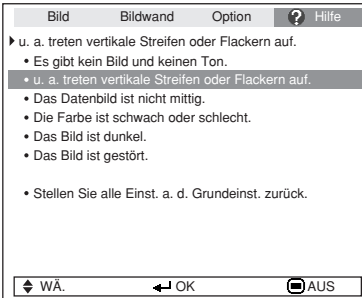 Bild Bildwand Option ? Hilfe
u. a. treten vertikale Streifen oder Flackern auf.
• Es gibt kein Bild und keinen Ton.
• u. a. treten vertikale Streifen oder Flackern auf.
• Das Datenbild ist nicht mittig.
• Die Farbe ist schwach oder schlecht.
• Das Bild ist dunkel.
• Das Bild ist gestört.
• Stellen Sie alle Einst. a. d. Grundeinst. zurück.
WÄ. OK AUS